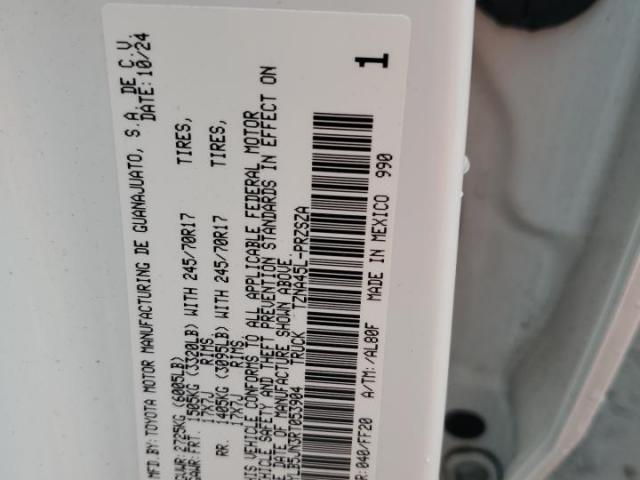 MFD. BY: TOYOTA MOTOR MANUFACTURING DE GUANAJUATO, S.A. DE C.V.
GVWR: 2725KG (6005LB) DATE: 10/24
GAWR: FRT. 1505KG (3320LB) WITH 245/70R17 TIRES,
17X7J RIMS.
RR. 1405KG (3095LB) WITH 245/70R17 TIRES,
17X7J RIMS.
THIS VEHICLE CONFORMS TO ALL APPLICABLE FEDERAL MOTOR
VEHICLE SAFETY AND THEFT PREVENTION STANDARDS IN EFFECT ON
THE DATE OF MANUFACTURE SHOWN ABOVE.
YLB5JN5RT053904 TRUCK TZNA45L-PRZSZA
R: 040/FF20 A/TM: /AL80F MADE IN MEXICO 990
1